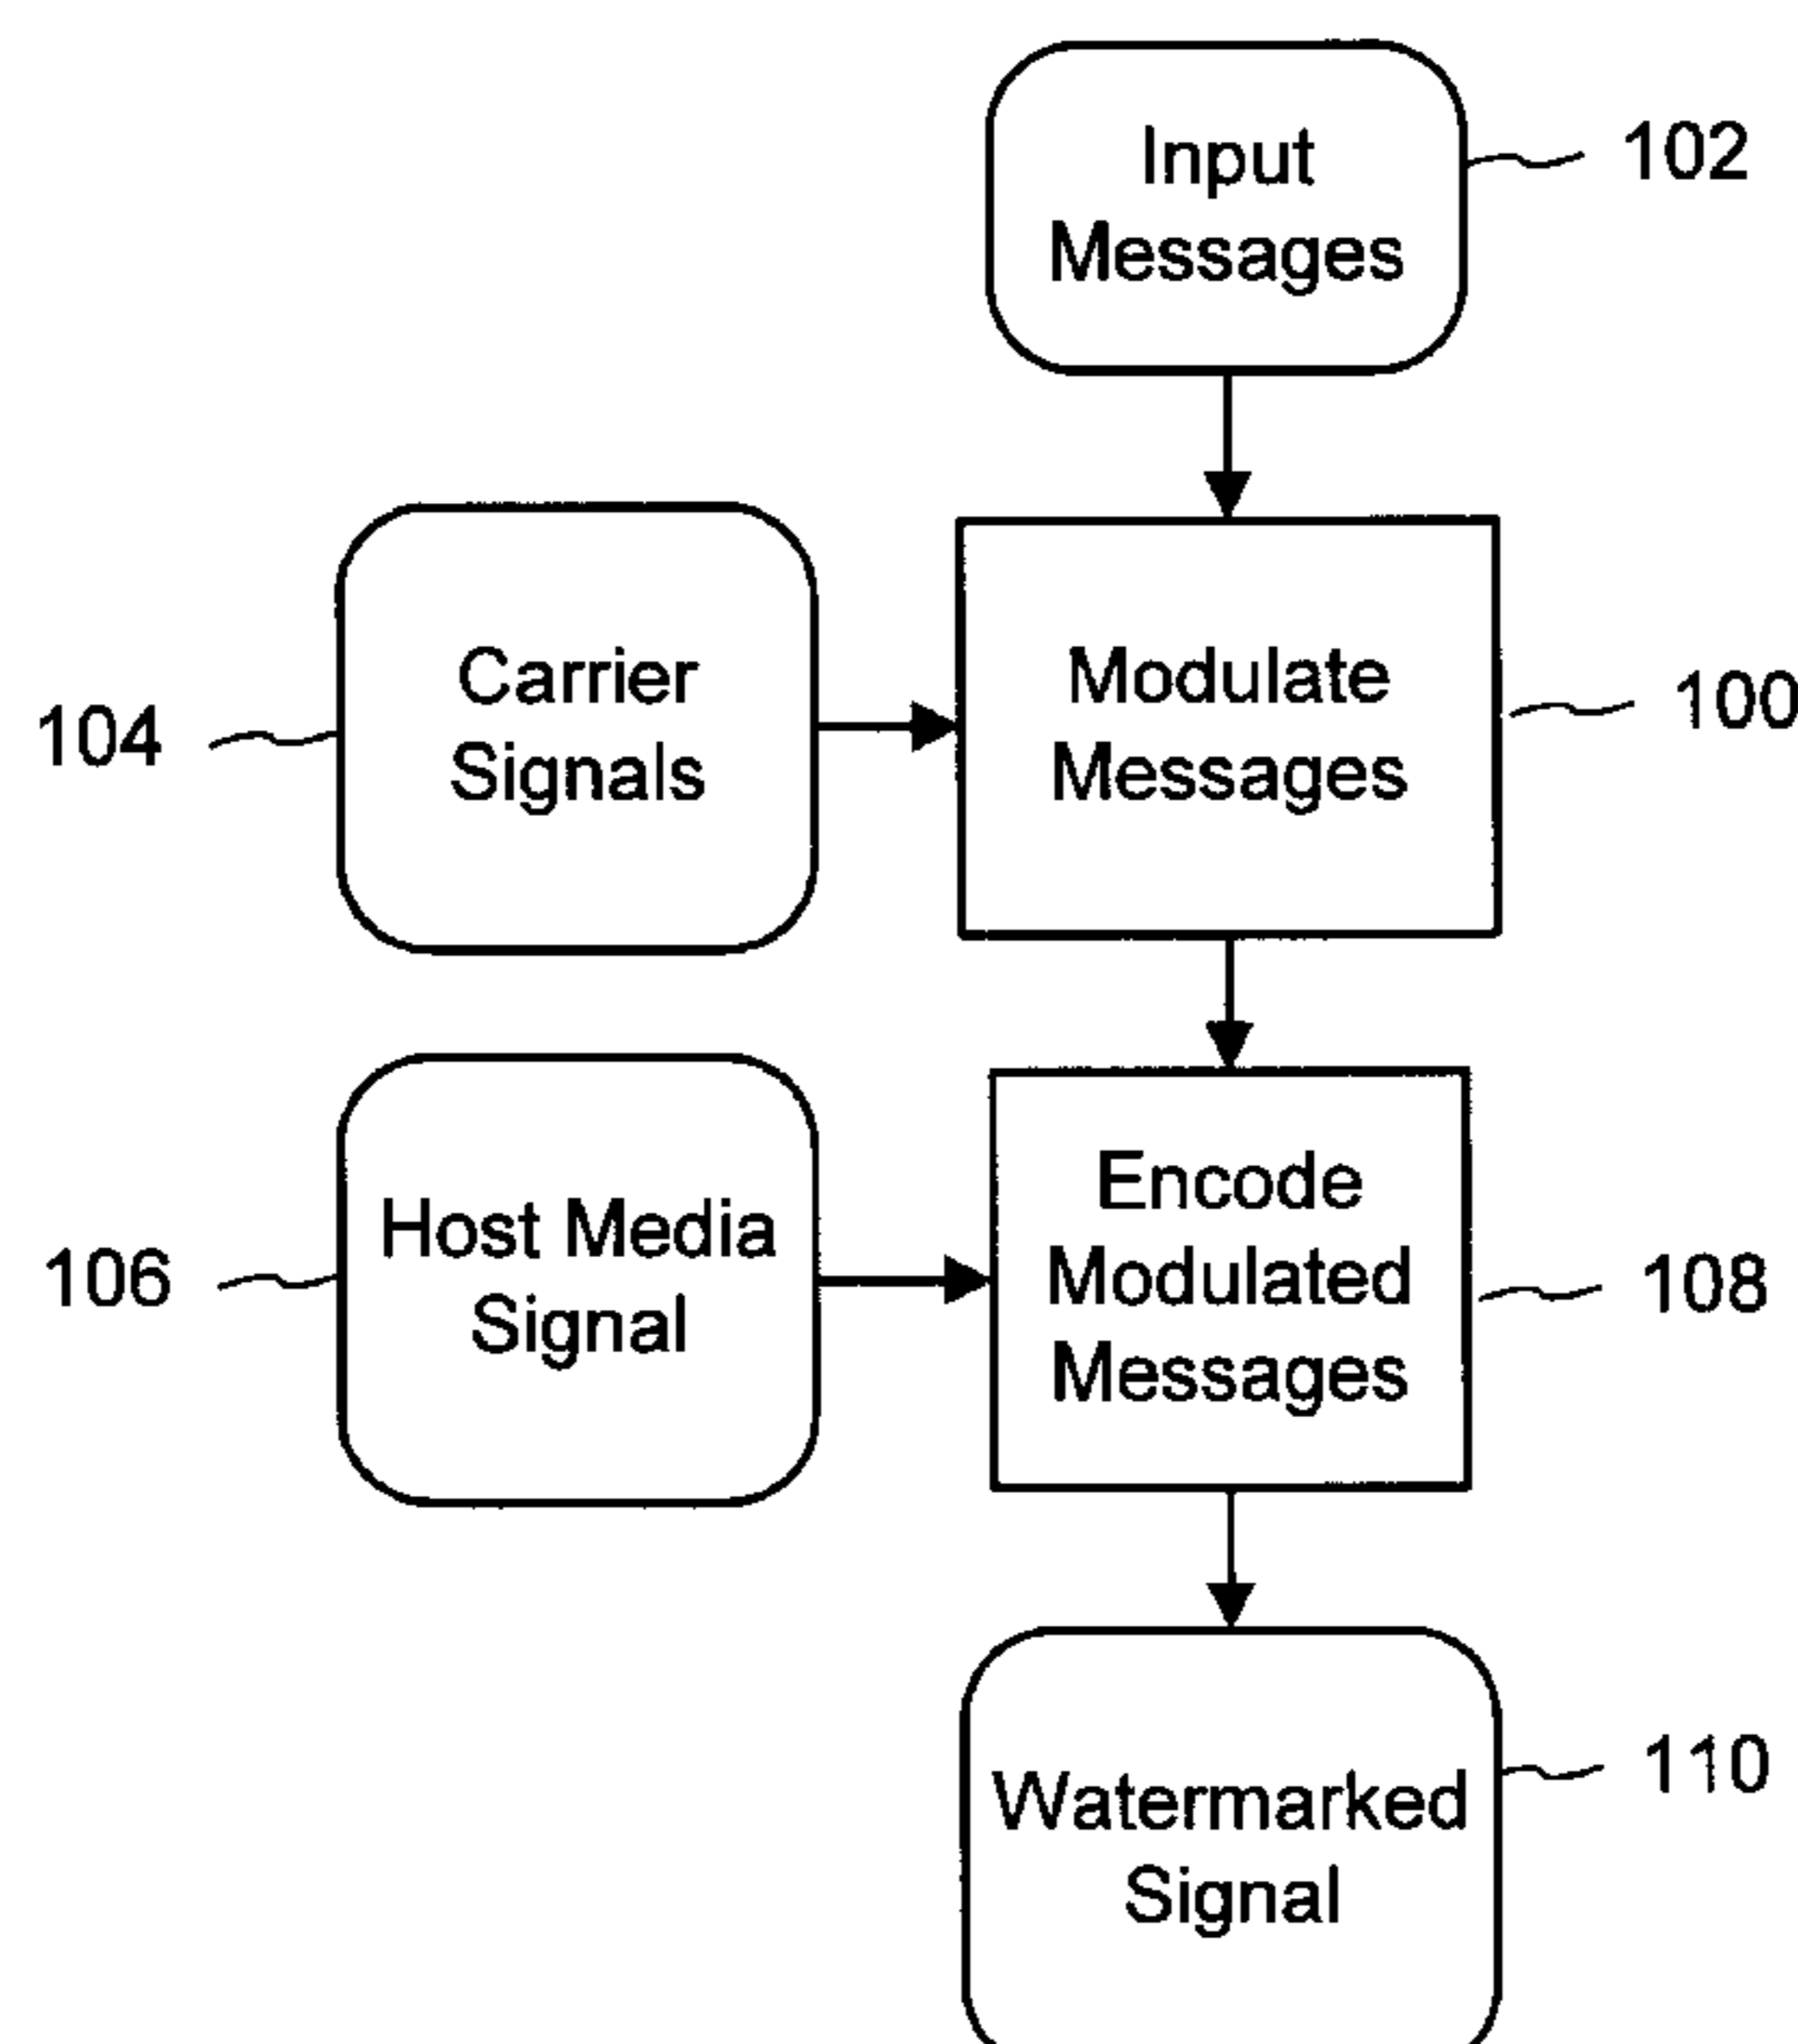 Input
Messages
102
Carrier
Signals
104
Modulate
Messages
100
Host Media
Signal
106
Encode
Modulated
Messages
108
Watermarked
Signal
110